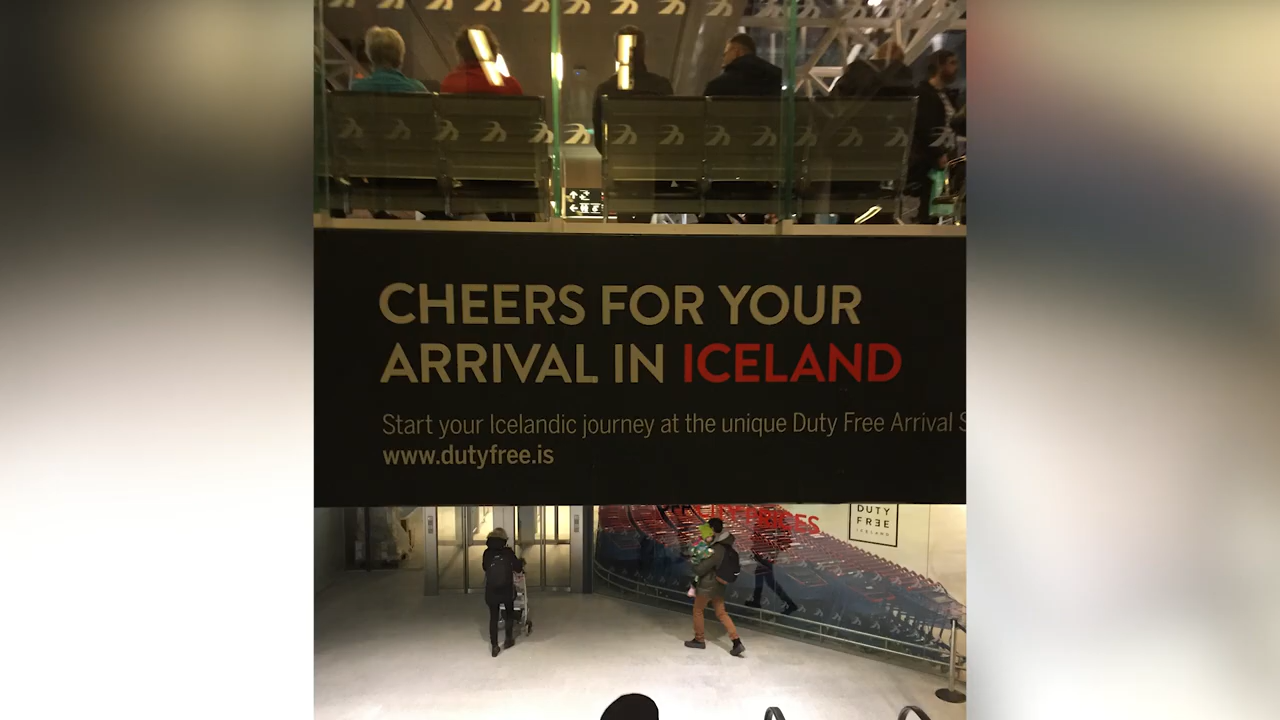 CHEERS FOR YOUR
ARRIVAL IN ICELAND
Start your Icelandic journey at the unique Duty Free Arrival S
www.dutyfree.is
DUTY
FREE
ICELAND